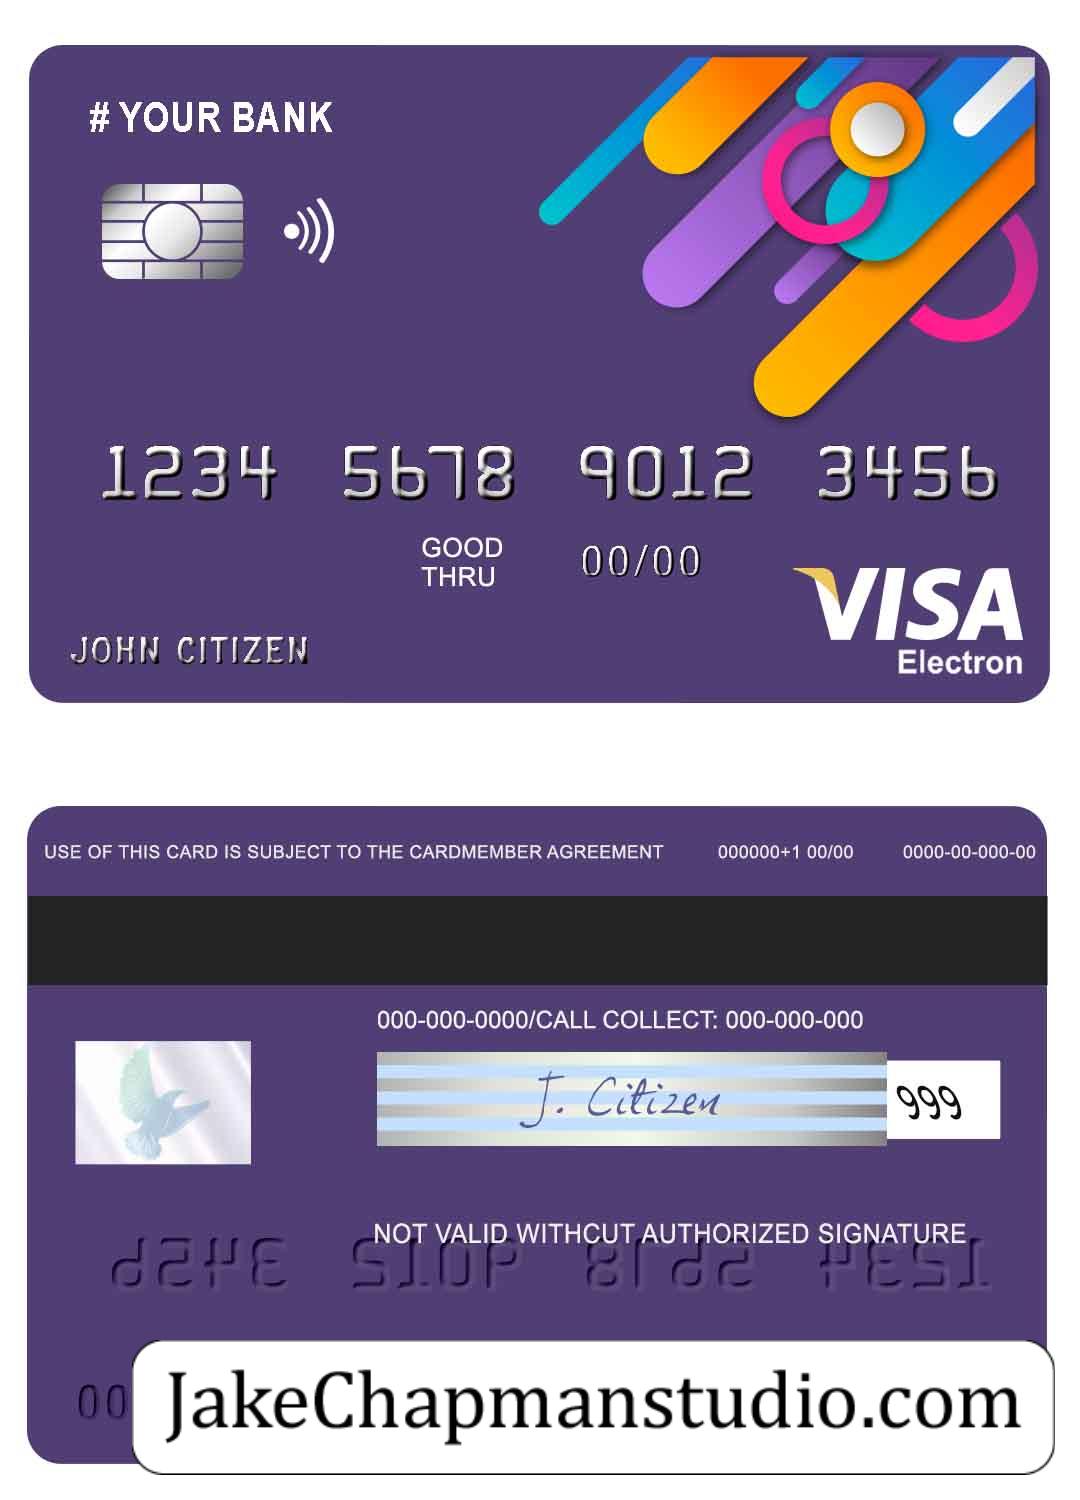 # YOUR BANK
1234 5678 9012 3456
GOOD
THRU
00/00
VISA
JOHN CITIZEN
Electron
USE OF THIS CARD IS SUBJECT TO THE CARDMEMBER AGREEMENT 000000+1 00/00 0000-00-000-00
000-000-0000/CALL COLLECT: 000-000-000
J. Citizen
999
NOT VALID WITHCUT AUTHORIZED SIGNATURE
00
JakeChapmanstudio.com